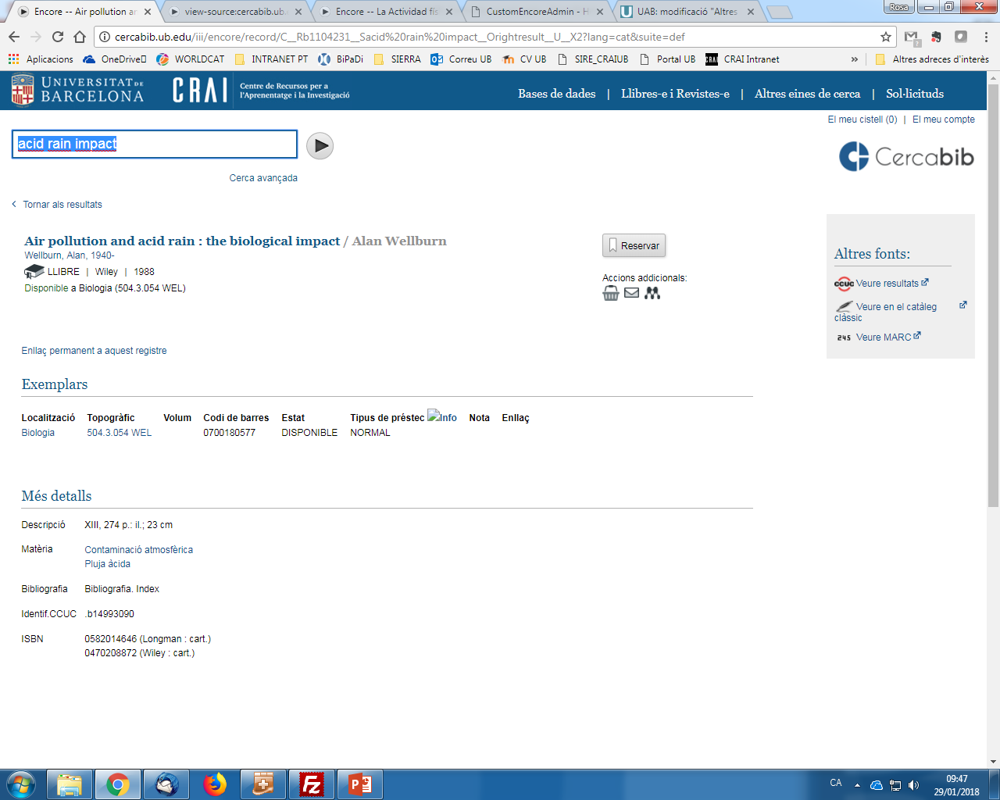 Encore -- Air pollution ar
view-source:cercabib.ub.
Encore -- La Actividad fís
CustomEncoreAdmin - H
UAB: modificació "Altres
Rosa
cercabib.ub.edu/iii/encore/record/C__Rb1104231__Sacid%20rain%20impact__Orightresult__U__X2?lang=cat&suite=def
Aplicacions
OneDrive
WORLDCAT
INTRANET PT
BiPaDi
SIERRA
Correu UB
CV UB
SIRE_CRAIUB
Portal UB
CRAI
CRAI Intranet
»
Altres adreces d'interès
UNIVERSITAT DE
BARCELONA
CRAI
Centre de Recursos per a
l'Aprenentatge i la Investigació
Bases de dades | Llibres-e i Revistes-e | Altres eines de cerca | Sol·licituds
El meu cistell (0) | El meu compte
acid rain impact
Cercabib
Cerca avançada
Tornar als resultats
Air pollution and acid rain : the biological impact / Alan Wellburn
Wellburn, Alan, 1940-
LLIBRE | Wiley | 1988
Disponible a Biologia (504.3.054 WEL)
Reservar
Accions addicionals:
Altres fonts:
CCUC Veure resultats
Veure en el catàleg
clàssic
245 Veure MARC
Enllaç permanent a aquest registre
Exemplars
Localització Topogràfic Volum Codi de barres Estat Tipus de préstec Info Nota Enllaç
Biologia 504.3.054 WEL 0700180577 DISPONIBLE NORMAL
Més detalls
Descripció XIII, 274 p.: il.; 23 cm
Matèria Contaminació atmosfèrica
Pluja àcida
Bibliografia Bibliografia. Index
Identif.CCUC .b14993090
ISBN 0582014646 (Longman : cart.)
0470208872 (Wiley : cart.)
CA
09:47
29/01/2018